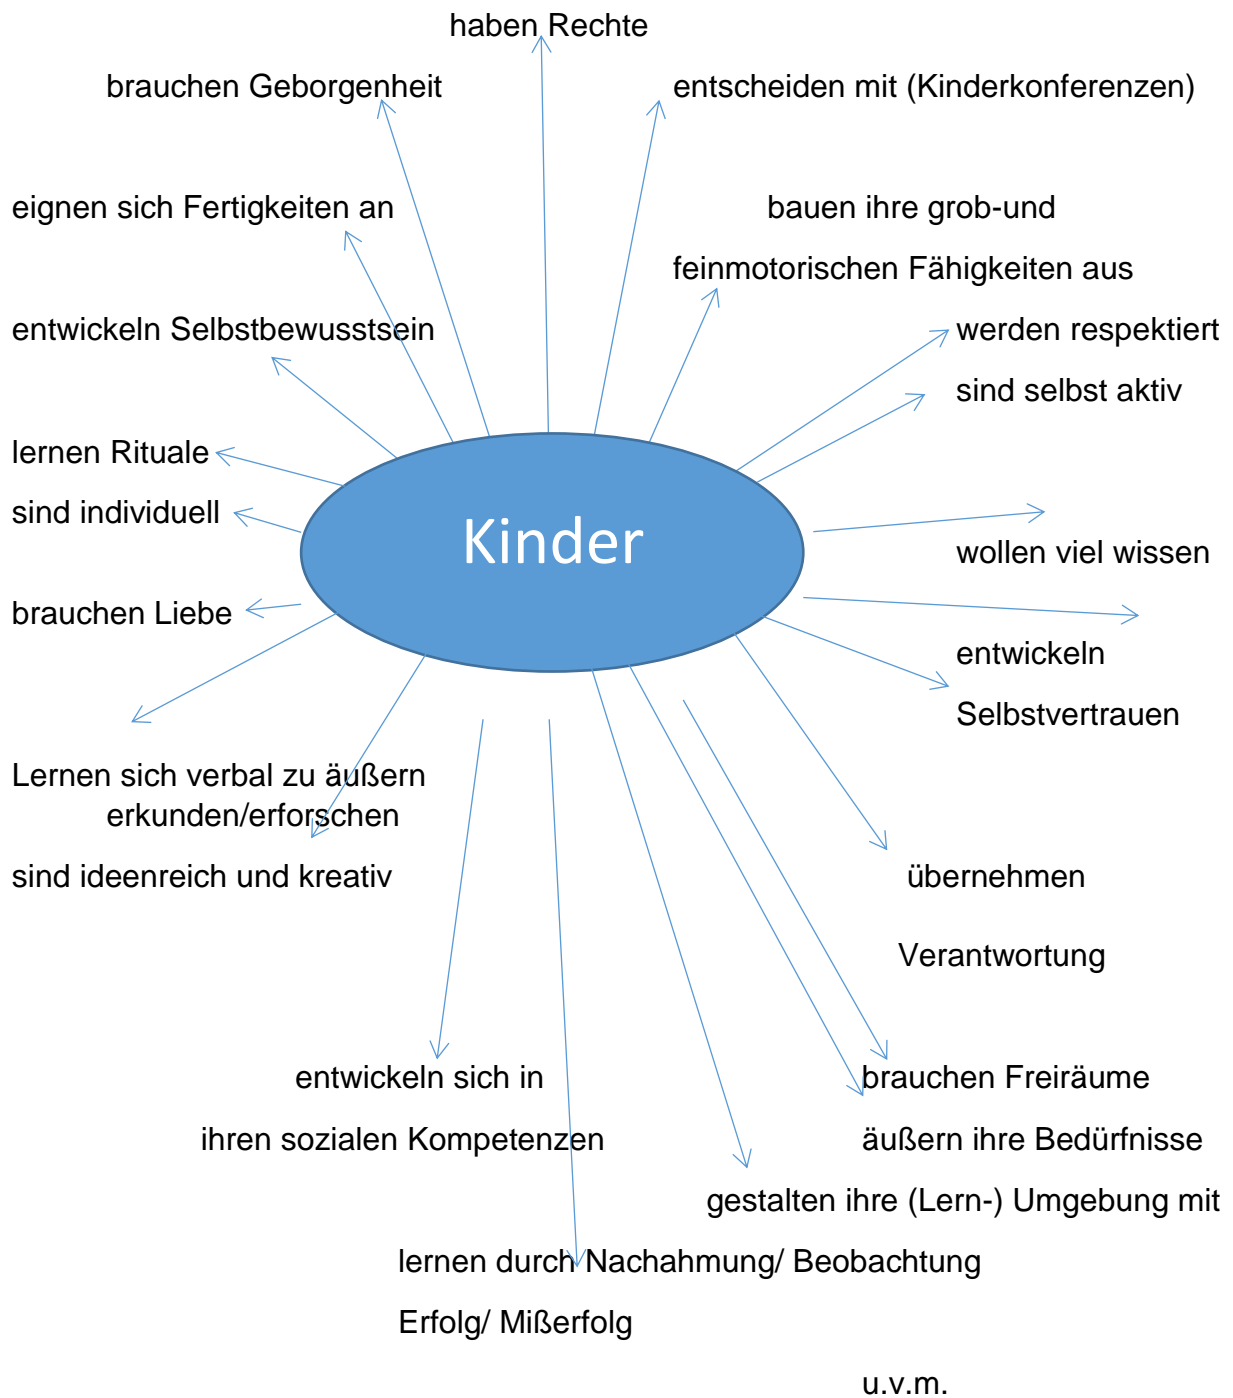 haben Rechte
brauchen Geborgenheit entscheiden mit (Kinderkonferenzen)
eignen sich Fertigkeiten an bauen ihre grob-und
feinmotorischen Fähigkeiten aus
entwickeln Selbstbewusstsein werden respektiert
sind selbst aktiv
lernen Rituale
sind individuell
Kinder
wollen viel wissen
brauchen Liebe
entwickeln
Selbstvertrauen
Lernen sich verbal zu äußern
erkunden/erforschen
sind ideenreich und kreativ übernehmen
Verantwortung
entwickeln sich in brauchen Freiräume
ihren sozialen Kompetenzen äußern ihre Bedürfnisse
gestalten ihre (Lern-) Umgebung mit
lernen durch Nachahmung/ Beobachtung
Erfolg/ Mißerfolg
u.v.m.